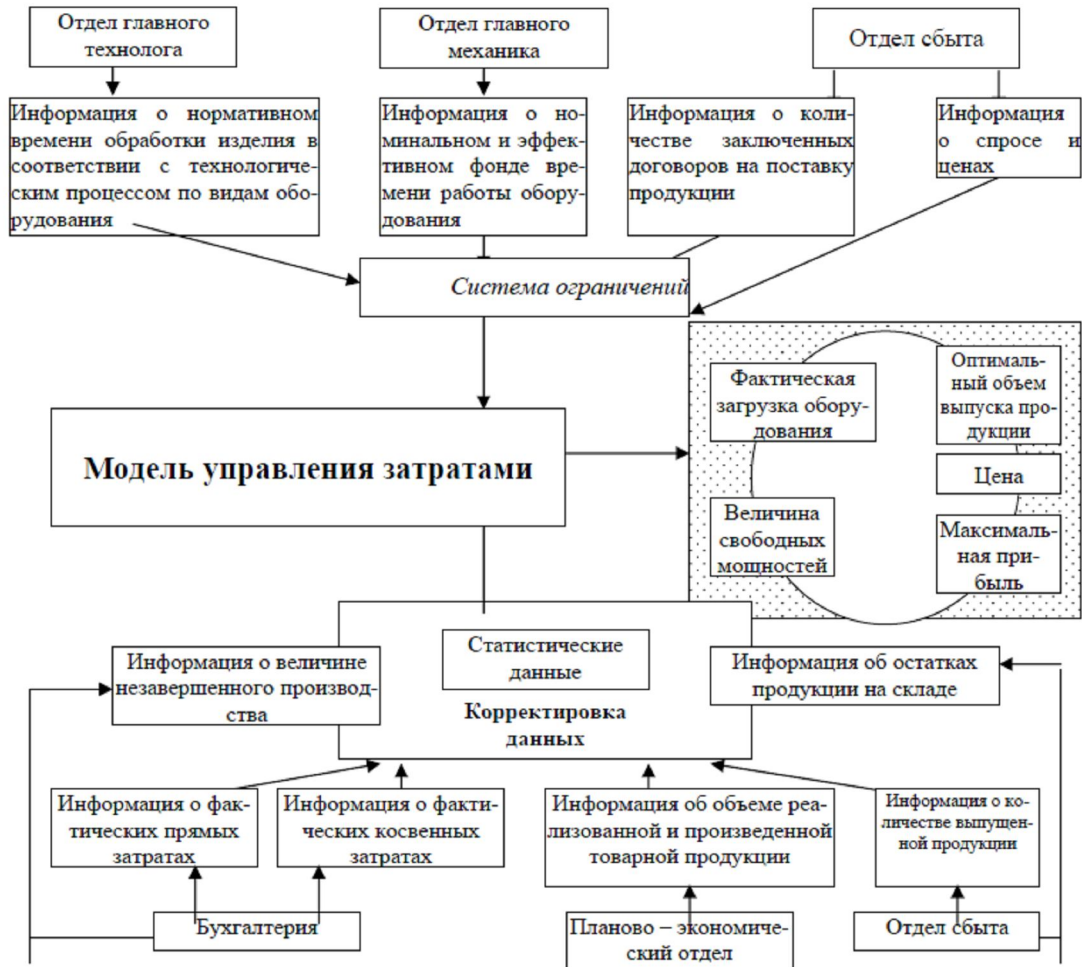 Отдел главного
технолога
Отдел главного
механика
Отдел сбыта
Информация о нормативном
времени обработки изделия в
соответствии с технологиче-
ским процессом по видам обо-
рудования
Информация о но-
минальном и эффек-
тивном фонде вре-
мени работы обору-
дования
Информация о коли-
честве заключенных
договоров на поставку
продукции
Информация
о спросе и
ценах
Система ограничений
Модель управления затратами
Фактическая
загрузка обору-
дования
Оптималь-
ный объем
выпуска про-
дукции
Цена
Величина
свободных
мощностей
Максималь-
ная при-
быль
Статистические
данные
Корректировка
данных
Информация о величине
незавершенного производ-
ства
Информация об остатках
продукции на складе
Информация о фак-
тических прямых
затратах
Информация о факти-
ческих косвенных
затратах
Информация об объеме реа-
лизованной и произведенной
товарной продукции
Информация о ко-
личестве выпущен-
ной продукции
Бухгалтерия
Планово – экономиче-
ский отдел
Отдел сбыта